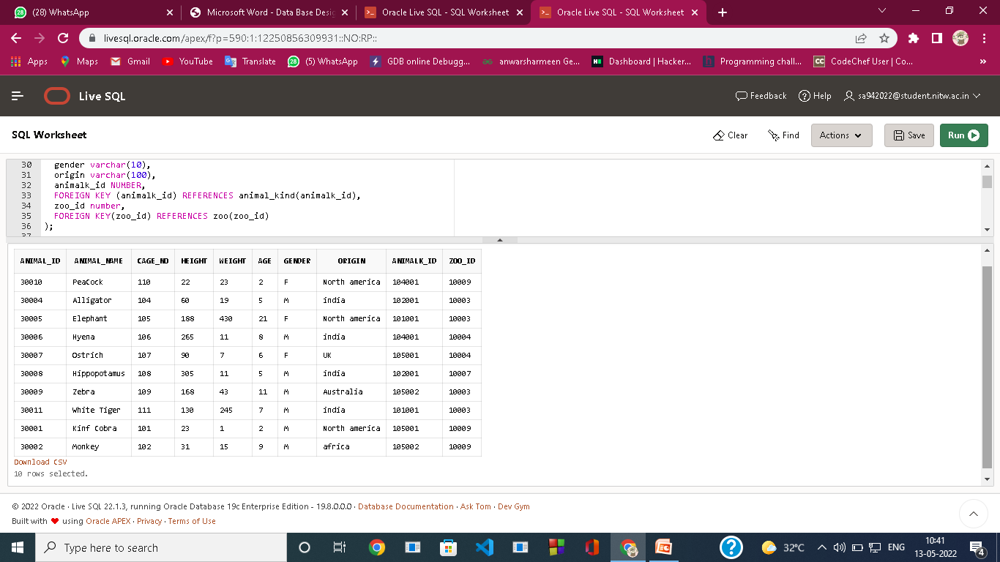 (28) WhatsApp
Microsoft Word - Data Base Desig
Oracle Live SQL - SQL Worksheet
Oracle Live SQL - SQL Worksheet
livesql.oracle.com/apex/f?p=590:1:12250856309931::NO:RP::
Apps Maps Gmail YouTube Translate (5) WhatsApp GDB online Debugg... anwarsharmeen Ge... Dashboard | Hacker... Programming chall... CodeChef User | Co... »
Live SQL Feedback Help sa942022@student.nitw.ac.in
SQL Worksheet Clear Find Actions Save Run
30 gender varchar(10),
31 origin varchar(100),
32 animalk_id NUMBER,
33 FOREIGN KEY (animalk_id) REFERENCES animal_kind(animalk_id),
34 zoo_id number,
35 FOREIGN KEY(zoo_id) REFERENCES zoo(zoo_id)
36 );
37
ANIMAL_ID ANIMAL_NAME CAGE_NO HEIGHT WEIGHT AGE GENDER ORIGIN ANIMALK_ID ZOO_ID
30010 PeaCock 110 22 23 2 F North america 104001 10009
30004 Alligator 104 60 19 5 M india 102001 10003
30005 Elephant 105 188 430 21 F North america 101001 10003
30006 Hyena 106 265 11 8 M india 104001 10004
30007 Ostrich 107 90 7 6 F UK 105001 10004
30008 Hippopotamus 108 305 11 5 M india 102001 10007
30009 Zebra 109 168 43 11 M Australia 105002 10003
30011 White Tiger 111 130 245 7 M india 101001 10003
30001 Kinf Cobra 101 23 1 2 M North america 105001 10009
30002 Monkey 102 31 15 9 M africa 105002 10009
Download CSV
10 rows selected.
© 2022 Oracle · Live SQL 22.1.3, running Oracle Database 19c Enterprise Edition - 19.8.0.0.0 · Database Documentation · Ask Tom · Dev Gym
Built with ❤ using Oracle APEX · Privacy · Terms of Use
Type here to search
32°C ENG
10:41
13-05-2022
4